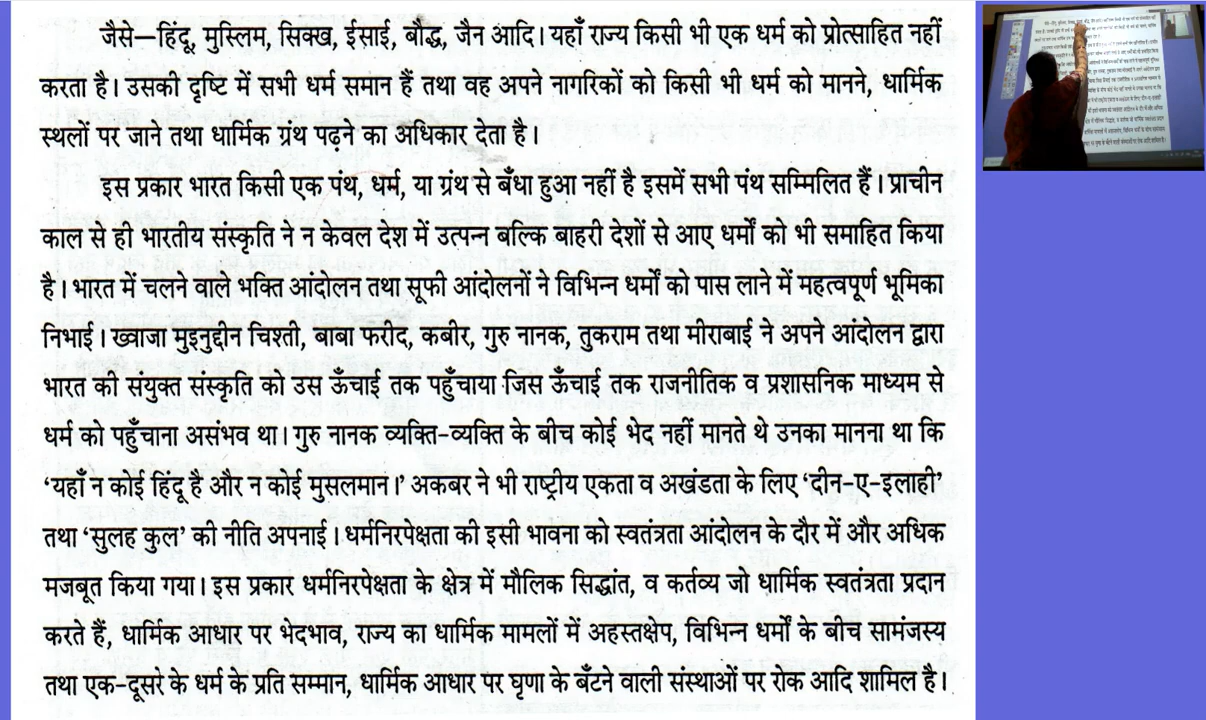 जैसे—हिंदू, मुस्लिम, सिक्ख, ईसाई, बौद्ध, जैन आदि। यहाँ राज्य किसी भी एक धर्म को प्रोत्साहित नहीं
करता है। उसकी दृष्टि में सभी धर्म समान हैं तथा वह अपने नागरिकों को किसी भी धर्म को मानने, धार्मिक
स्थलों पर जाने तथा धार्मिक ग्रंथ पढ़ने का अधिकार देता है।
इस प्रकार भारत किसी एक पंथ, धर्म, या ग्रंथ से बँधा हुआ नहीं है इसमें सभी पंथ सम्मिलित हैं। प्राचीन
काल से ही भारतीय संस्कृति ने न केवल देश में उत्पन्न बल्कि बाहरी देशों से आए धर्मों को भी समाहित किया
है। भारत में चलने वाले भक्ति आंदोलन तथा सूफी आंदोलनों ने विभिन्न धर्मों को पास लाने में महत्वपूर्ण भूमिका
निभाई। ख्वाजा मुइनुद्दीन चिश्ती, बाबा फरीद, कबीर, गुरु नानक, तुकराम तथा मीराबाई ने अपने आंदोलन द्वारा
भारत की संयुक्त संस्कृति को उस ऊँचाई तक पहुँचाया जिस ऊँचाई तक राजनीतिक व प्रशासनिक माध्यम से
धर्म को पहुँचाना असंभव था। गुरु नानक व्यक्ति-व्यक्ति के बीच कोई भेद नहीं मानते थे उनका मानना था कि
‘यहाँ न कोई हिंदू है और न कोई मुसलमान।’ अकबर ने भी राष्ट्रीय एकता व अखंडता के लिए ‘दीन-ए-इलाही’
तथा ‘सुलह कुल’ की नीति अपनाई। धर्मनिरपेक्षता की इसी भावना को स्वतंत्रता आंदोलन के दौर में और अधिक
मजबूत किया गया। इस प्रकार धर्मनिरपेक्षता के क्षेत्र में मौलिक सिद्धांत, व कर्तव्य जो धार्मिक स्वतंत्रता प्रदान
करते हैं, धार्मिक आधार पर भेदभाव, राज्य का धार्मिक मामलों में अहस्तक्षेप, विभिन्न धर्मों के बीच सामंजस्य
तथा एक-दूसरे के धर्म के प्रति सम्मान, धार्मिक आधार पर घृणा के बँटने वाली संस्थाओं पर रोक आदि शामिल है।